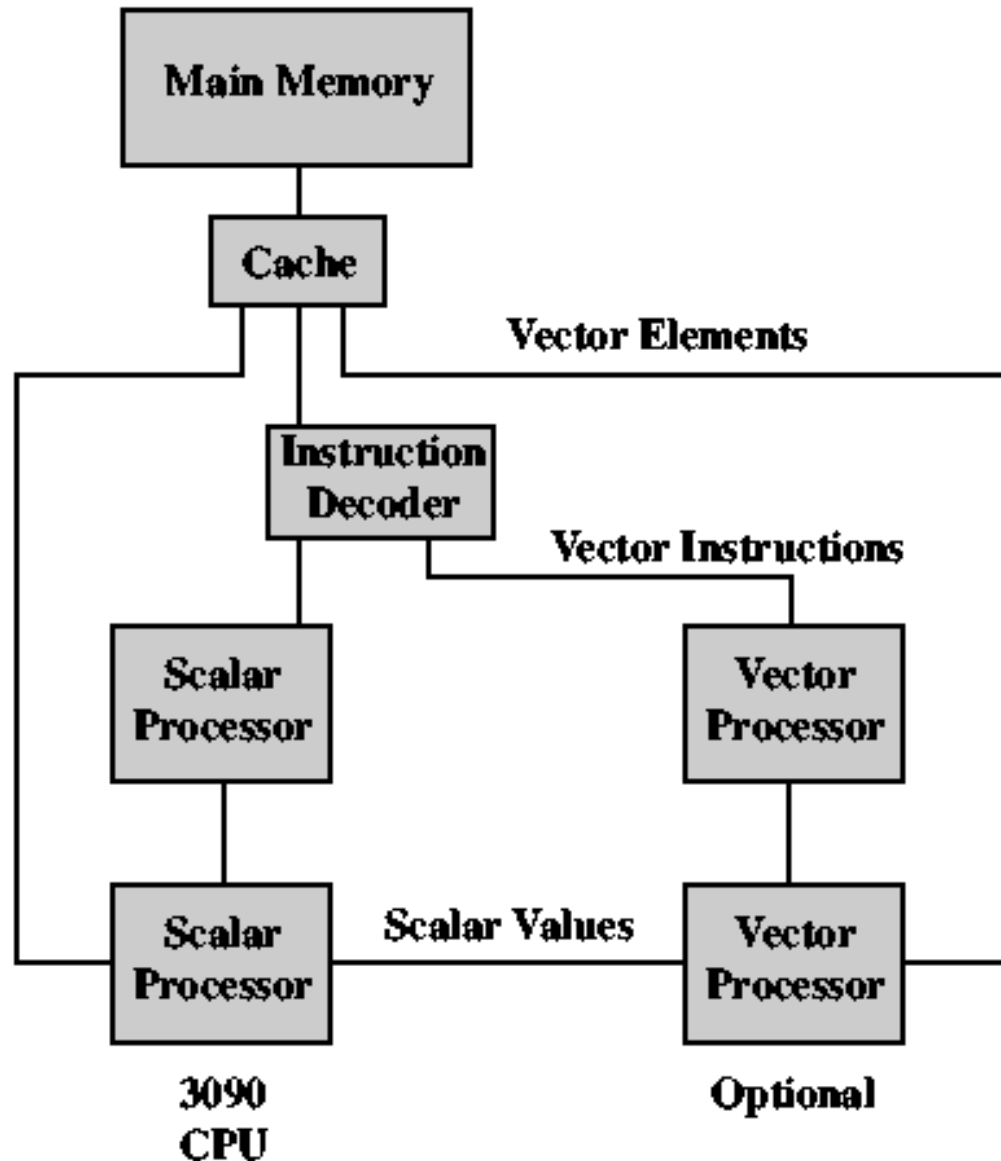 Main Memory
Cache
Vector Elements
Instruction
Decoder
Vector Instructions
Scalar
Processor
Vector
Processor
Scalar
Processor
Scalar Values
Vector
Processor
3090
CPU
Optional